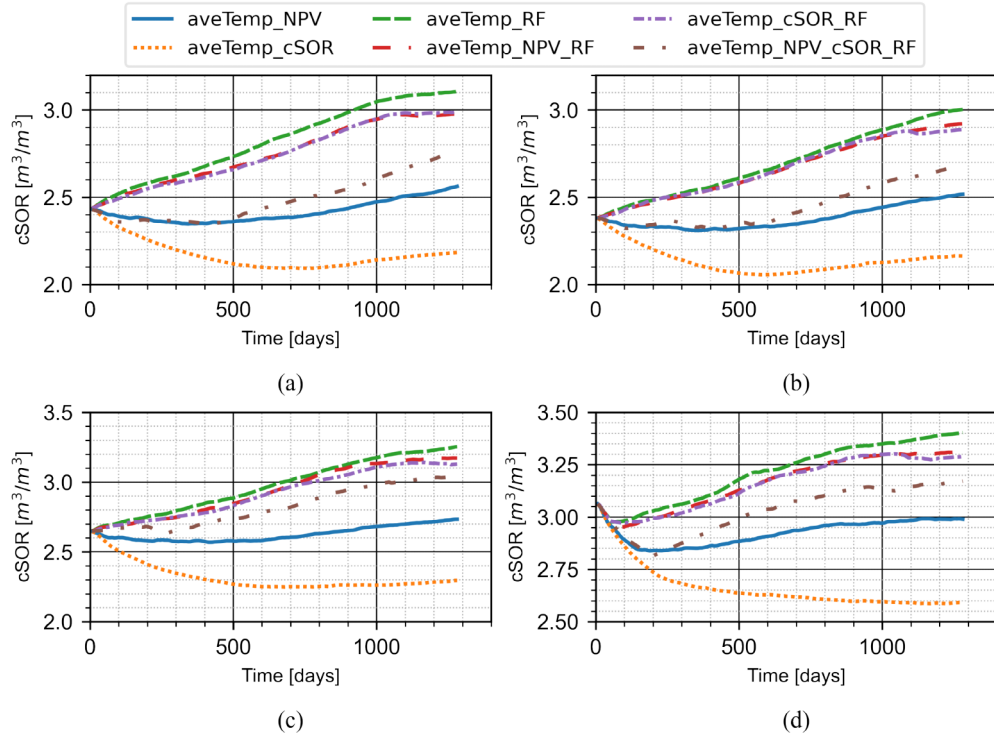 aveTemp_NPV aveTemp_RF aveTemp_cSOR_RF
aveTemp_cSOR aveTemp_NPV_RF aveTemp_NPV_cSOR_RF
3.0
2.5
2.0
cSOR [m³/m³]
0 500 1000
Time [days]
(a)
3.0
2.5
2.0
cSOR [m³/m³]
0 500 1000
Time [days]
(b)
3.5
3.0
2.5
2.0
cSOR [m³/m³]
0 500 1000
Time [days]
(c)
3.50
3.25
3.00
2.75
2.50
cSOR [m³/m³]
0 500 1000
Time [days]
(d)